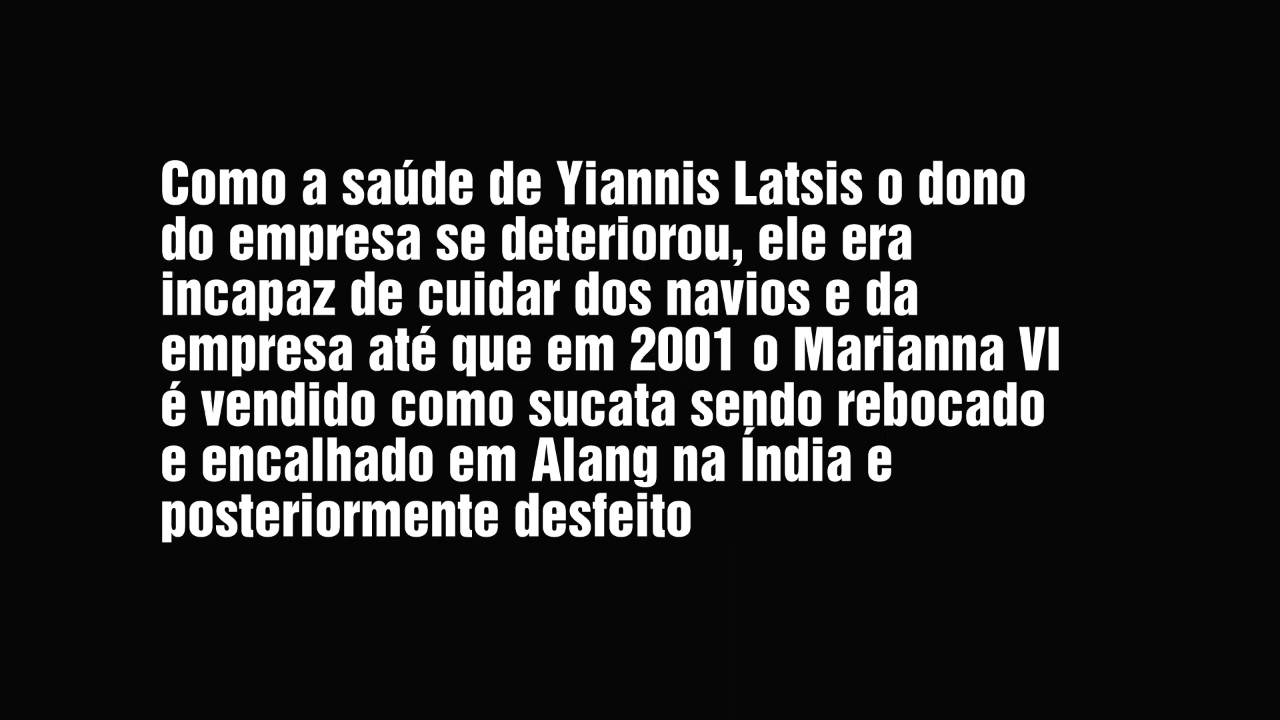 Como a saúde de Yiannis Latsis o dono
do empresa se deteriorou, ele era
incapaz de cuidar dos navios e da
empresa até que em 2001 o Marianna VI
é vendido como sucata sendo rebocado
e encalhado em Alang na Índia e
posteriormente desfeito